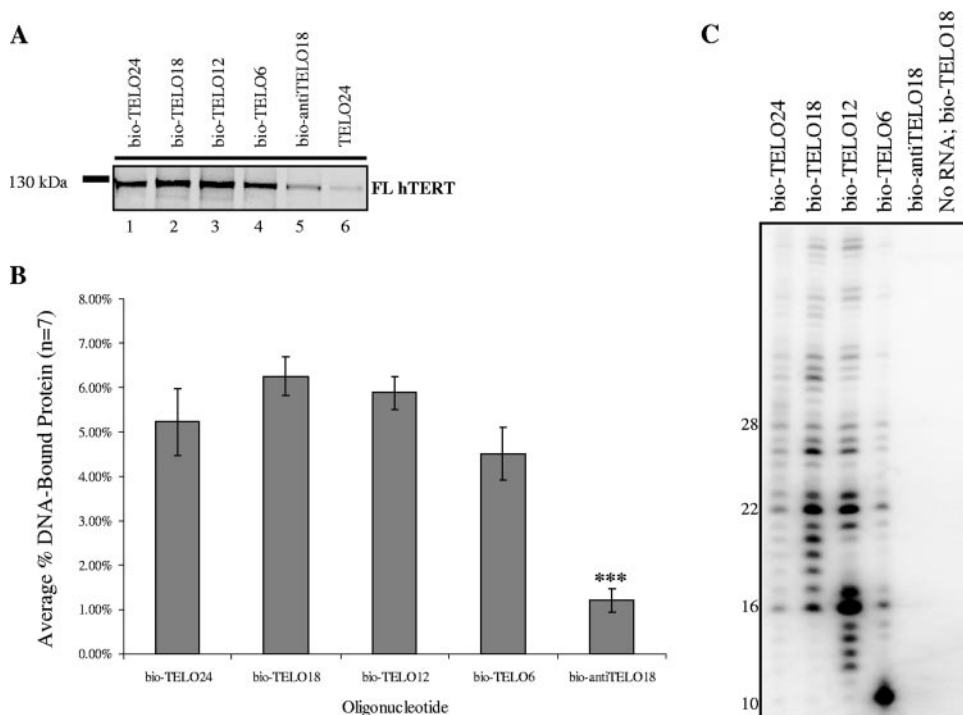 A
bio-TELO24
bio-TELO18
bio-TELO12
bio-TELO6
bio-antiTELO18
TELO24
130 kDa
FL hTERT
1 2 3 4 5 6
B
Average % DNA-Bound Protein (n=7)
8.00%
7.00%
6.00%
5.00%
4.00%
3.00%
2.00%
1.00%
0.00%
***
bio-TELO24 bio-TELO18 bio-TELO12 bio-TELO6 bio-antiTELO18
Oligonucleotide
C
bio-TELO24
bio-TELO18
bio-TELO12
bio-TELO6
bio-antiTELO18
No RNA; bio-TELO18
28
22
16
10